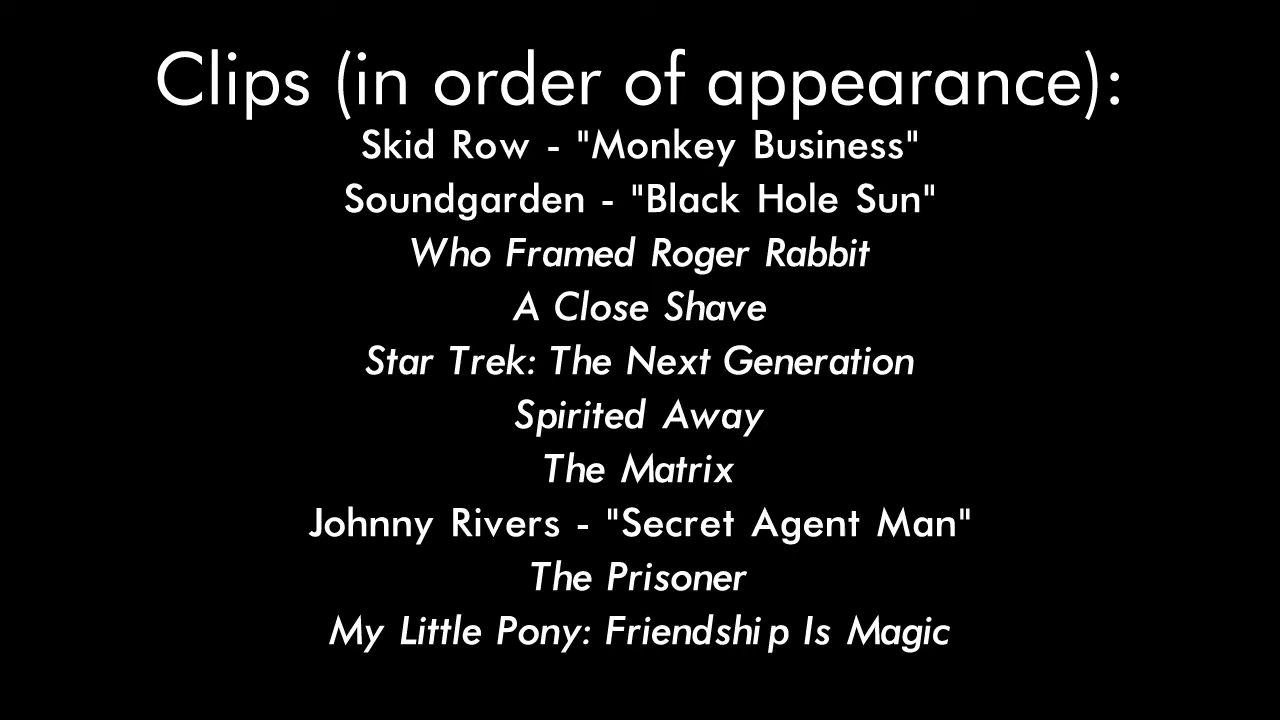 Clips (in order of appearance):
Skid Row - "Monkey Business"
Soundgarden - "Black Hole Sun"
Who Framed Roger Rabbit
A Close Shave
Star Trek: The Next Generation
Spirited Away
The Matrix
Johnny Rivers - "Secret Agent Man"
The Prisoner
My Little Pony: Friendship Is Magic